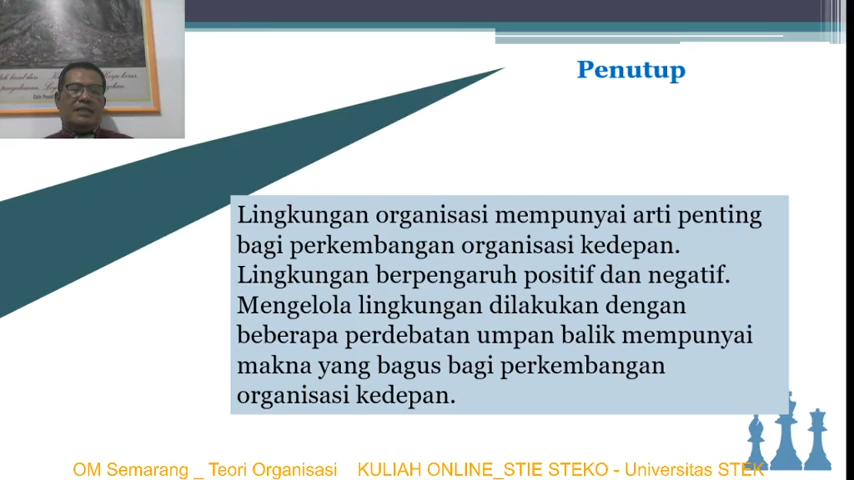 Penutup
Lingkungan organisasi mempunyai arti penting
bagi perkembangan organisasi kedepan.
Lingkungan berpengaruh positif dan negatif.
Mengelola lingkungan dilakukan dengan
beberapa perdebatan umpan balik mempunyai
makna yang bagus bagi perkembangan
organisasi kedepan.
OM Semarang _ Teori Organisasi KULIAH ONLINE_STIE STEKO - Universitas STEK